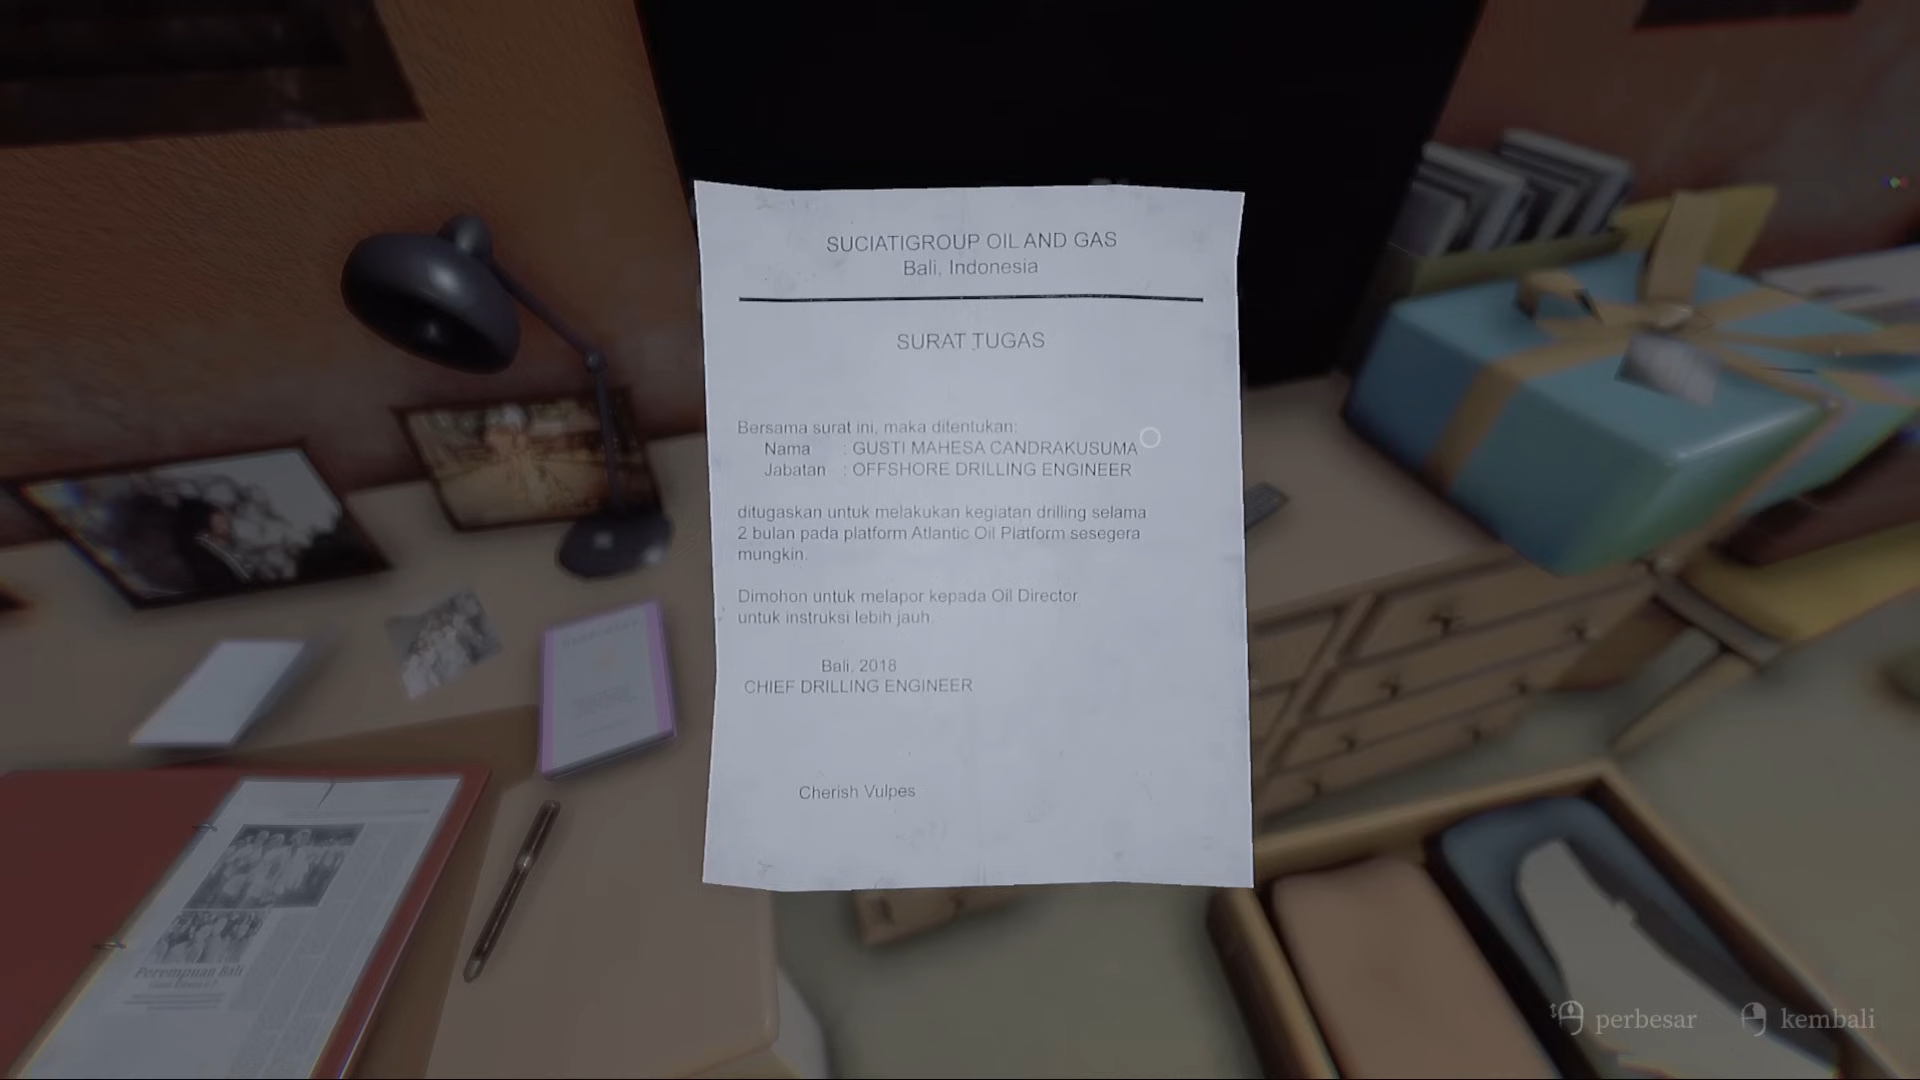 SUCIATIGROUP OIL AND GAS
Bali, Indonesia
SURAT TUGAS
Bersama surat ini, maka ditentukan:
Nama : GUSTI MAHESA CANDRAKUSUMA
Jabatan : OFFSHORE DRILLING ENGINEER
ditugaskan untuk melakukan kegiatan drilling selama
2 bulan pada platform Atlantic Oil Platform sesegera
mungkin.
Dimohon untuk melapor kepada Oil Director
untuk instruksi lebih jauh.
Bali, 2018
CHIEF DRILLING ENGINEER
Cherish Vulpes
Perempuan Bali
perbesar
kembali